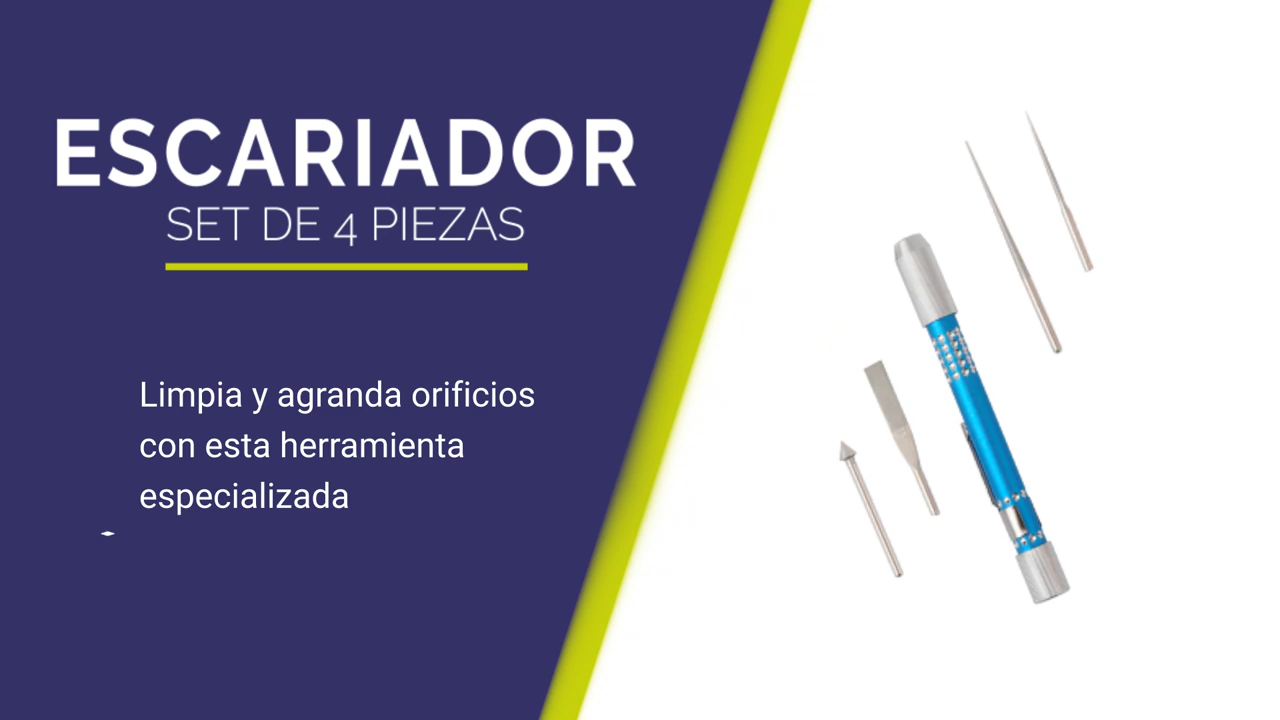 ESCARIADOR
SET DE 4 PIEZAS
Limpia y agranda orificios
con esta herramienta
especializada